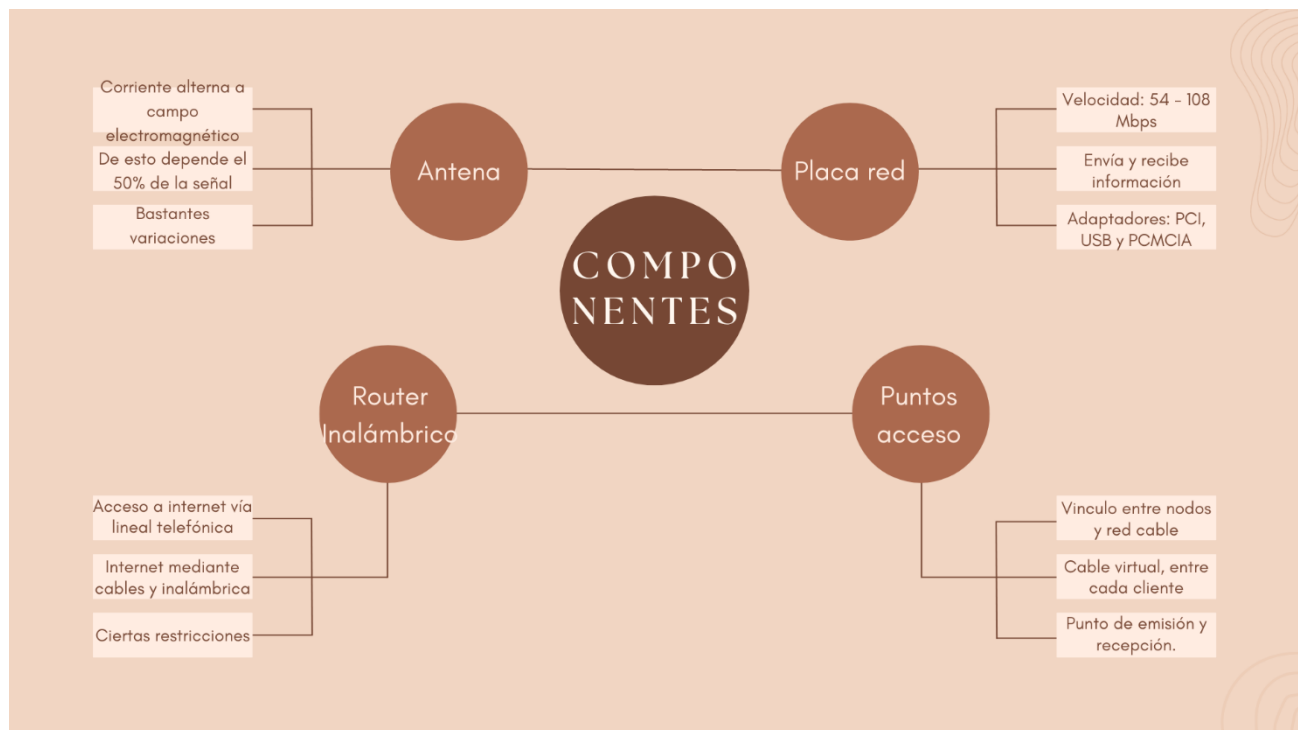 Corriente alterna a
campo
electromagnético
De esto depende el
50% de la señal
Bastantes
variaciones
Antena
Placa red
Velocidad: 54 - 108
Mbps
Envía y recibe
información
Adaptadores: PCI,
USB y PCMCIA
COMPO
NENTES
Router
Inalámbrico
Puntos
acceso
Acceso a internet vía
lineal telefónica
Internet mediante
cables y inalámbrica
Ciertas restricciones
Vinculo entre nodos
y red cable
Cable virtual, entre
cada cliente
Punto de emisión y
recepción.